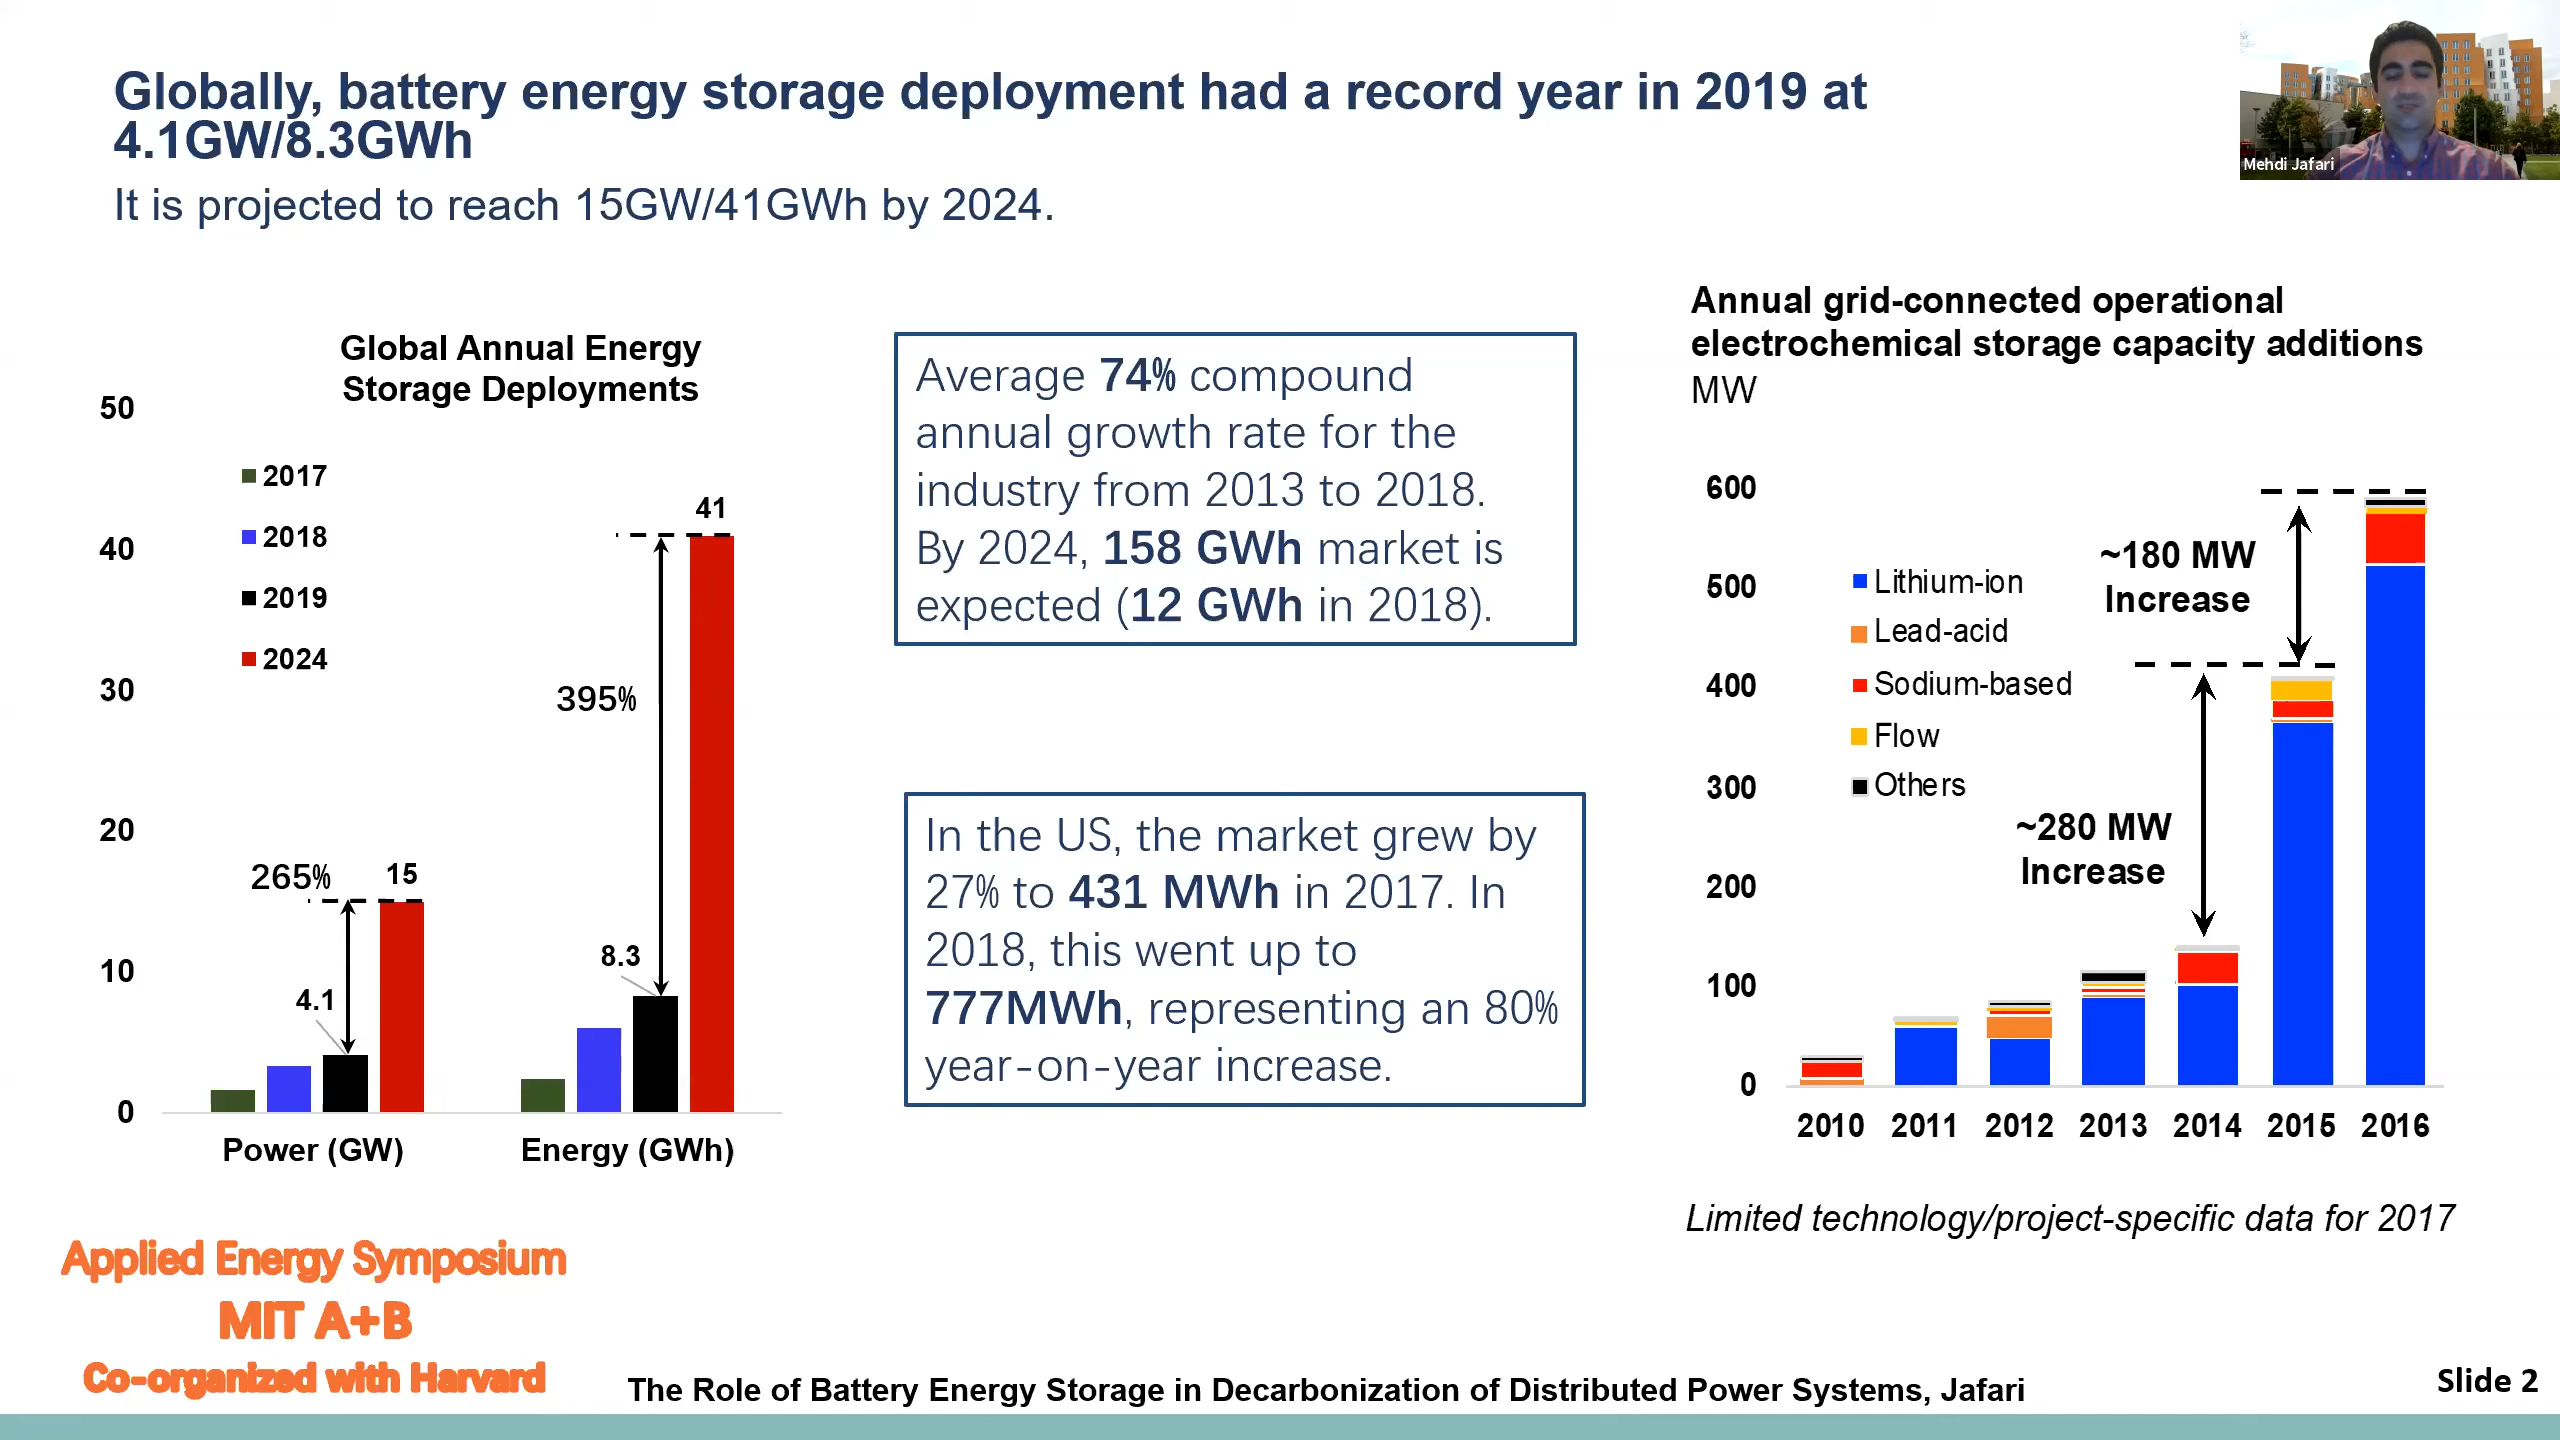 Globally, battery energy storage deployment had a record year in 2019 at
4.1GW/8.3GWh
It is projected to reach 15GW/41GWh by 2024.
Mehdi Jafari
Global Annual Energy
Storage Deployments
50
40
30
20
10
0
2017
2018
2019
2024
265%
15
4.1
395%
41
8.3
Power (GW)
Energy (GWh)
Average 74% compound
annual growth rate for the
industry from 2013 to 2018.
By 2024, 158 GWh market is
expected (12 GWh in 2018).
In the US, the market grew by
27% to 431 MWh in 2017. In
2018, this went up to
777MWh, representing an 80%
year-on-year increase.
Annual grid-connected operational
electrochemical storage capacity additions
MW
600
500
400
300
200
100
0
Lithium-ion
Lead-acid
Sodium-based
Flow
Others
~180 MW
Increase
~280 MW
Increase
2010
2011
2012
2013
2014
2015
2016
Limited technology/project-specific data for 2017
Applied Energy Symposium
MIT A+B
Co-organized with Harvard
The Role of Battery Energy Storage in Decarbonization of Distributed Power Systems, Jafari
Slide 2